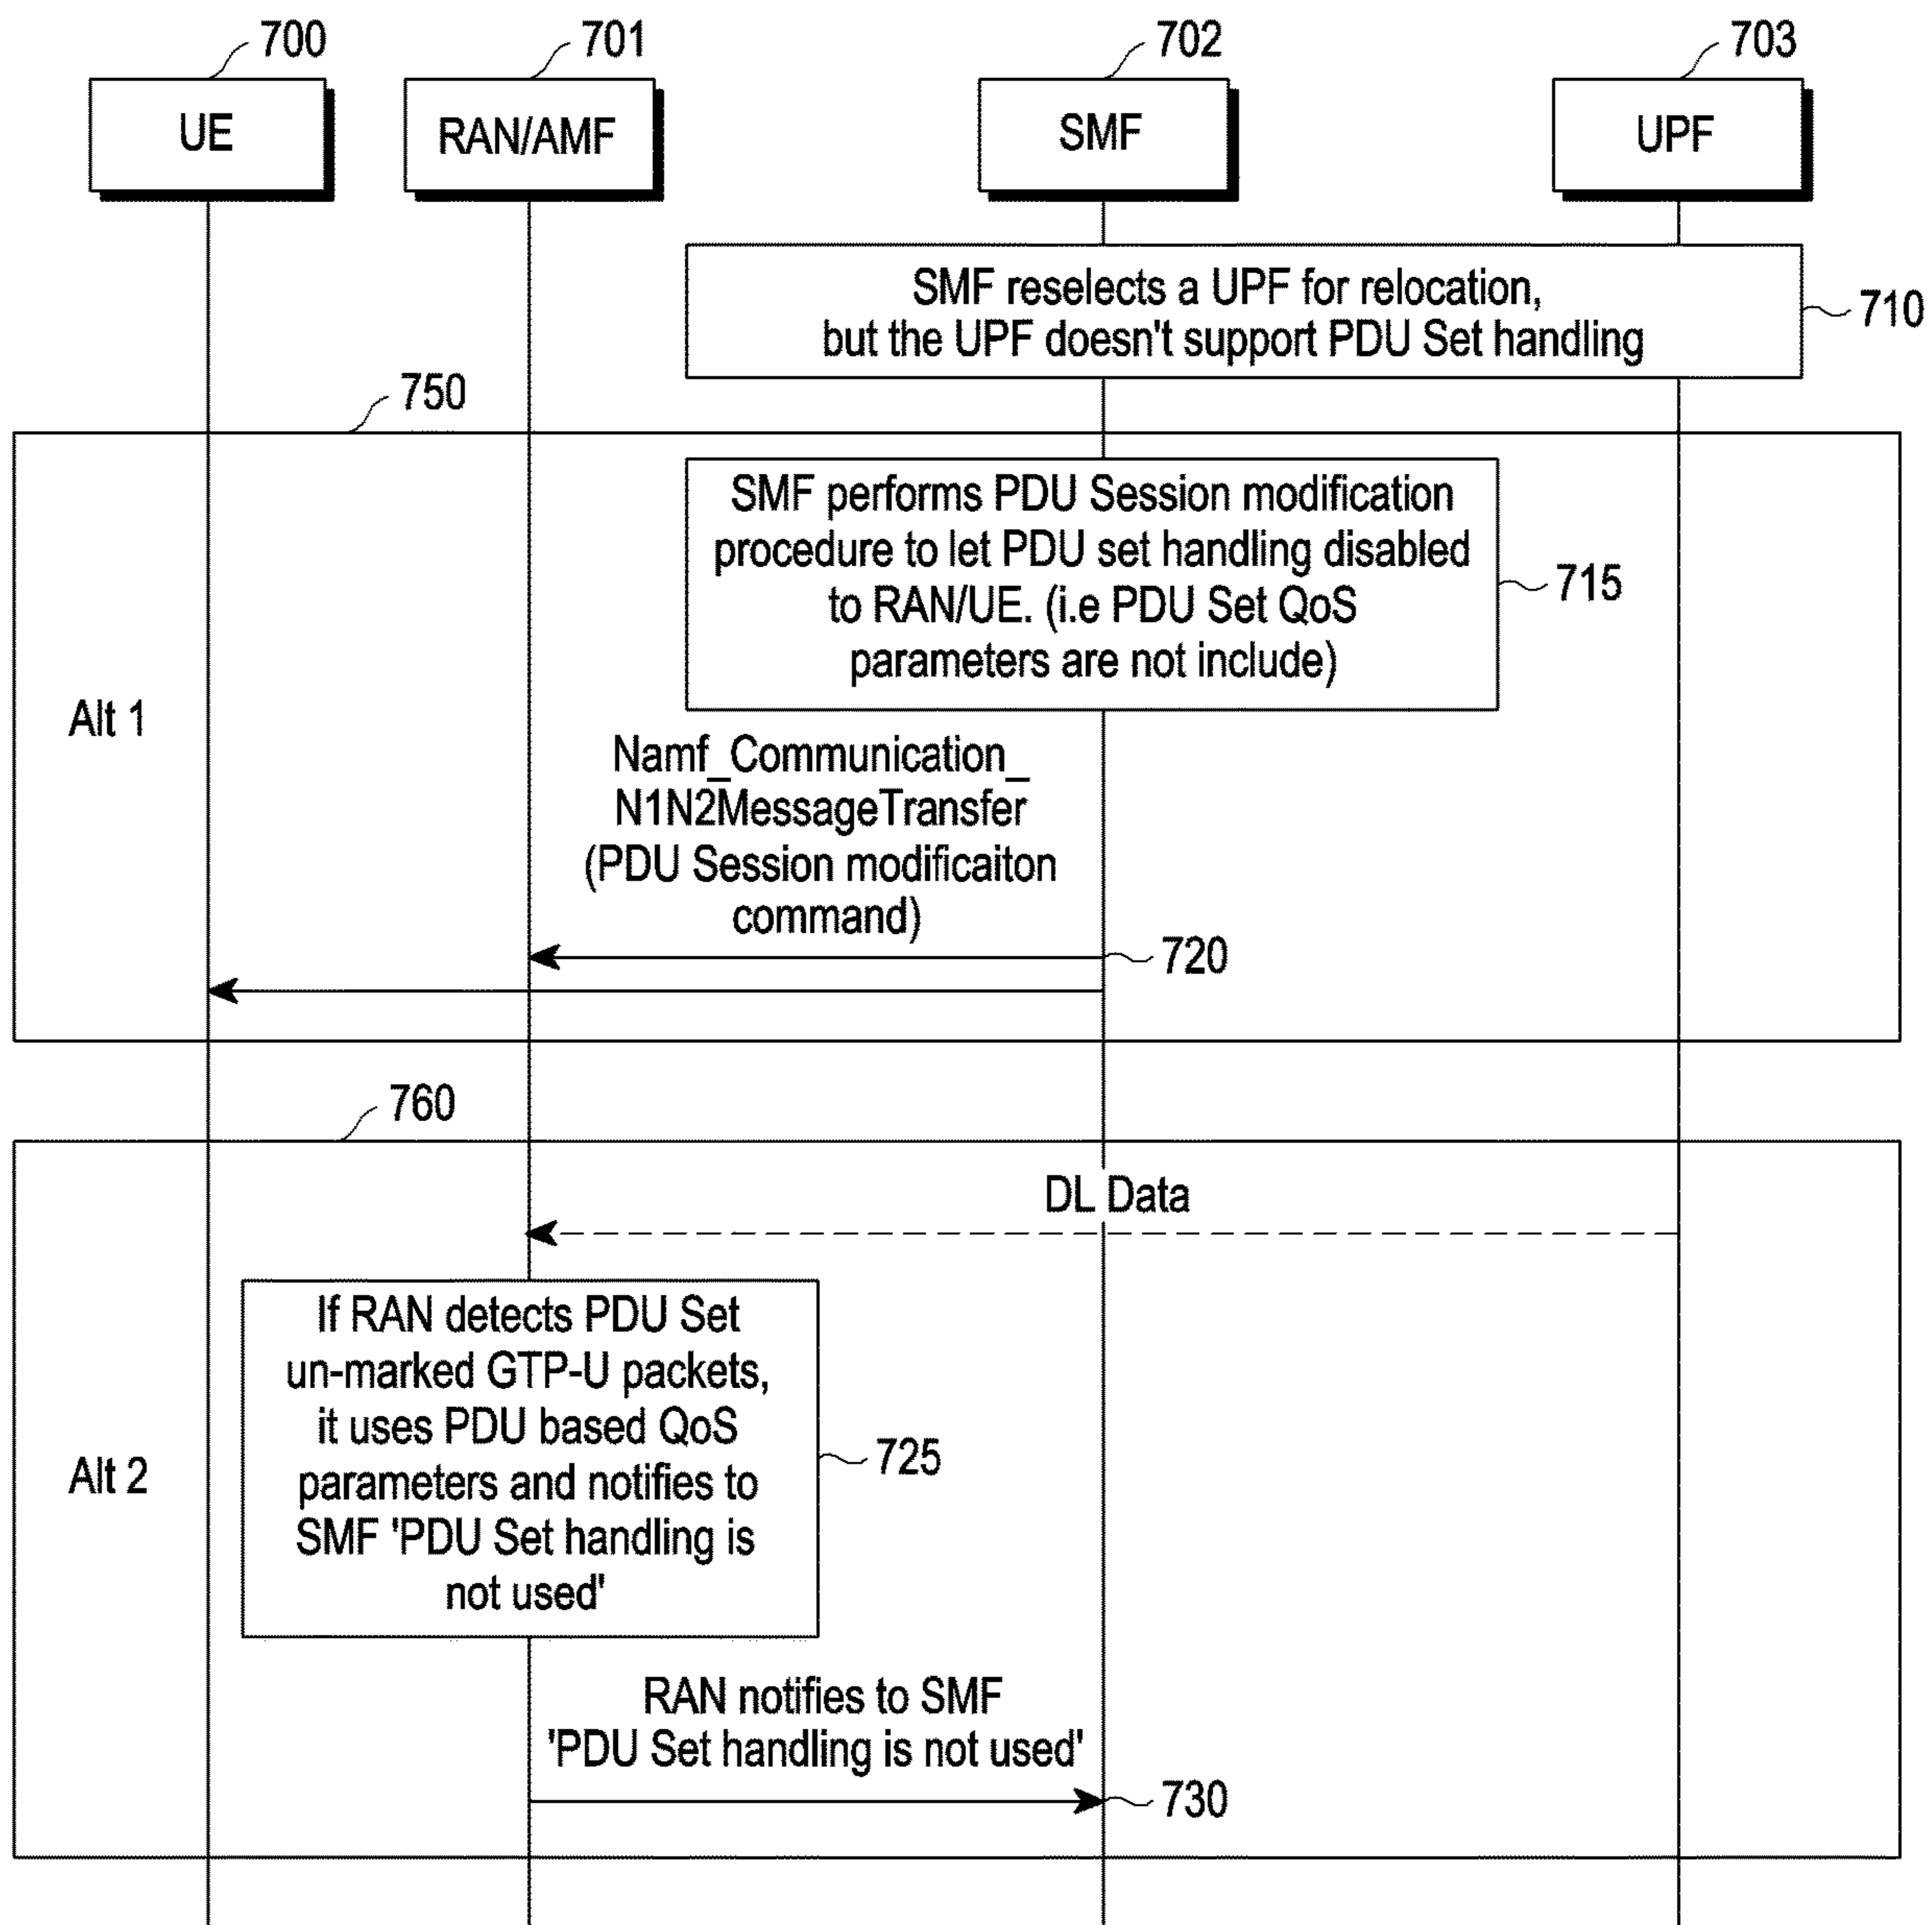 700
701
702
703
UE
RAN/AMF
SMF
UPF
SMF reselects a UPF for relocation,
but the UPF doesn't support PDU Set handling
710
750
SMF performs PDU Session modification
procedure to let PDU set handling disabled
to RAN/UE. (i.e PDU Set QoS
parameters are not include)
715
Alt 1
Namf_Communication_
N1N2MessageTransfer
(PDU Session modificaiton
command)
720
760
DL Data
If RAN detects PDU Set
un-marked GTP-U packets,
it uses PDU based QoS
parameters and notifies to
SMF 'PDU Set handling is
not used'
725
Alt 2
RAN notifies to SMF
'PDU Set handling is not used'
730